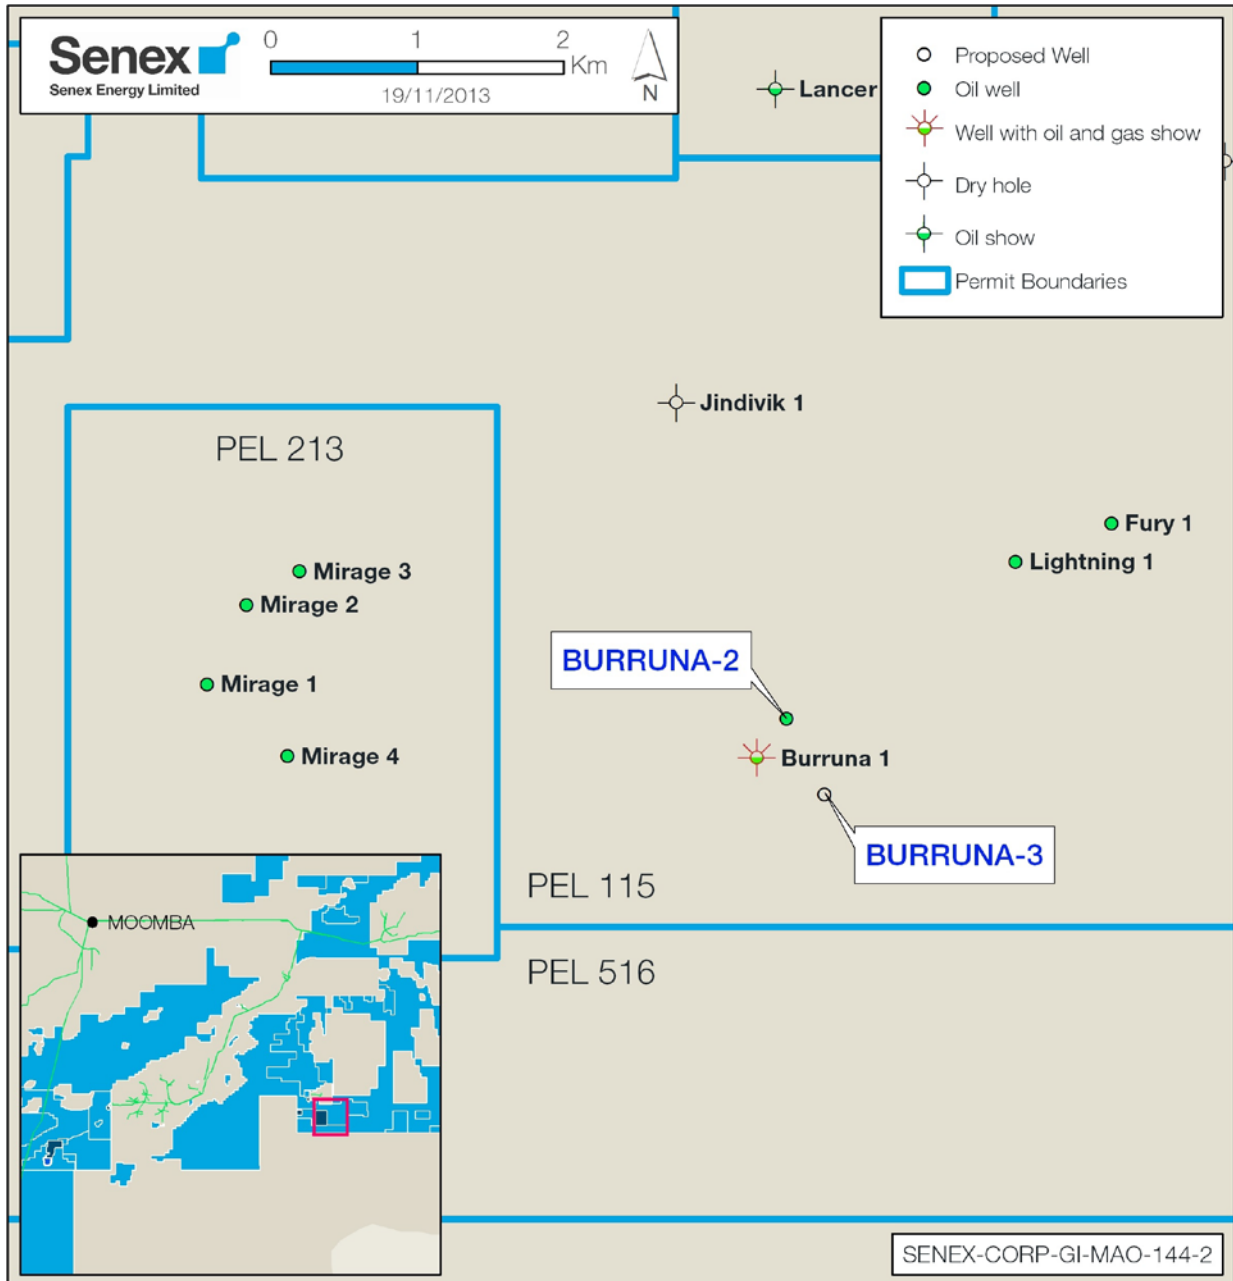 Senex
Senex Energy Limited
0 1 2
Km
19/11/2013
N
Proposed Well
Oil well
Well with oil and gas show
Dry hole
Oil show
Permit Boundaries
Lancer
Jindivik 1
PEL 213
Fury 1
Lightning 1
Mirage 3
Mirage 2
Mirage 1
Mirage 4
BURRUNA-2
Burruna 1
BURRUNA-3
PEL 115
PEL 516
MOOMBA
SENEX-CORP-GI-MAO-144-2